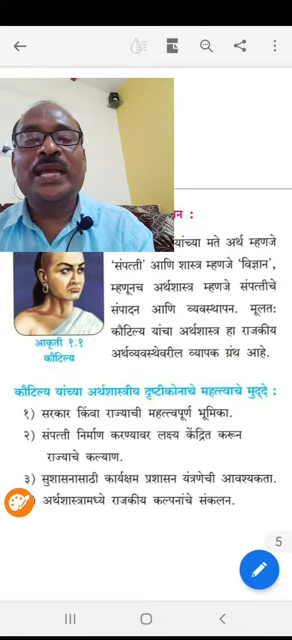 न :
यांच्या मते अर्थ म्हणजे
'संपत्ती' आणि शास्त्र म्हणजे 'विज्ञान',
म्हणूनच अर्थशास्त्र म्हणजे संपत्तीचे
संपादन आणि व्यवस्थापन. मूलत:
कौटिल्य यांचा अर्थशास्त्र हा राजकीय
अर्थव्यवस्थेवरील व्यापक ग्रंथ आहे.
आकृती १.१
कौटिल्य
कौटिल्य यांच्या अर्थशास्त्रीय दृष्टीकोनाचे महत्त्वाचे मुद्दे :
१) सरकार किंवा राज्याची महत्त्वपूर्ण भूमिका.
२) संपत्ती निर्माण करण्यावर लक्ष्य केंद्रित करून
राज्याचे कल्याण.
३) सुशासनासाठी कार्यक्षम प्रशासन यंत्रणेची आवश्यकता.
) अर्थशास्त्रामध्ये राजकीय कल्पनांचे संकलन.
5